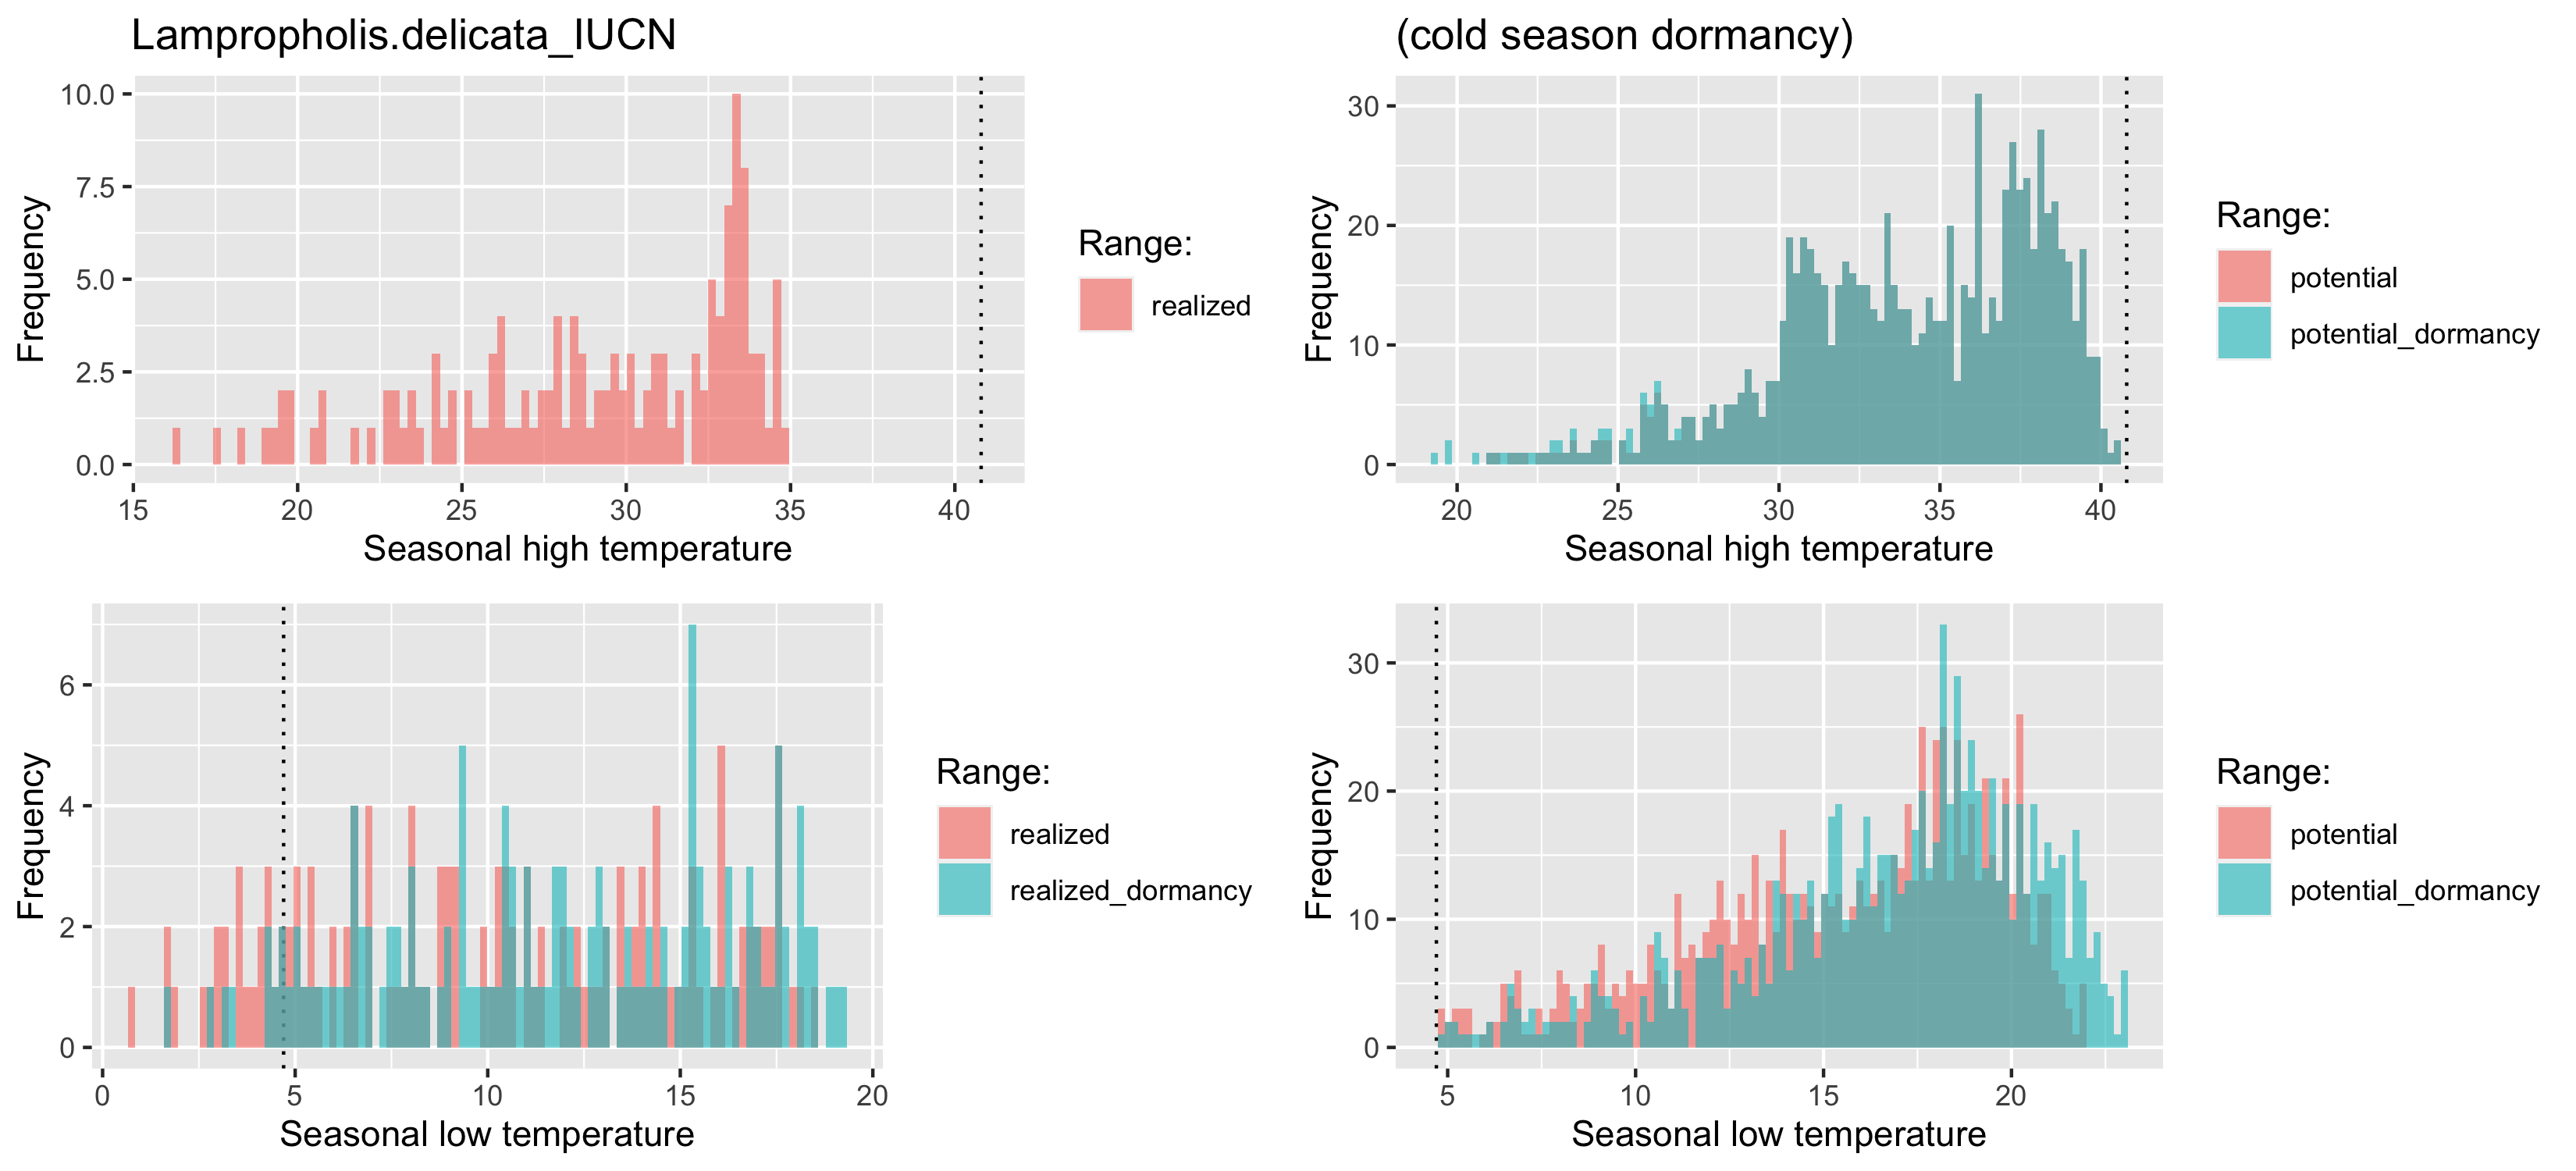 Lampropholis.delicata_IUCN
(cold season dormancy)
10.0
7.5
5.0
2.5
0.0
Frequency
15 20 25 30 35 40
Seasonal high temperature
Range:
realized
30
20
10
0
Frequency
20 25 30 35 40
Seasonal high temperature
Range:
potential
potential_dormancy
6
4
2
0
Frequency
0 5 10 15 20
Seasonal low temperature
Range:
realized
realized_dormancy
30
20
10
0
Frequency
5 10 15 20
Seasonal low temperature
Range:
potential
potential_dormancy